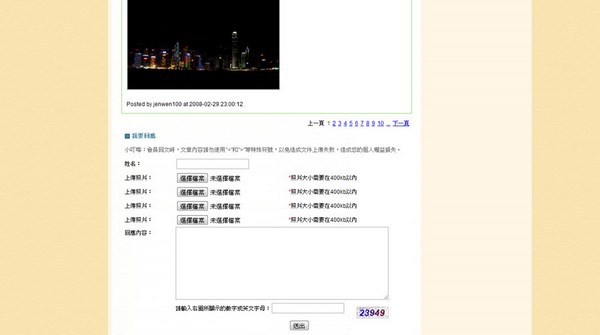 Posted by jenwen100 at 2008-02-29 23:00:12
上一頁 1 2 3 4 5 6 7 8 9 10 ... 下一頁
我要回應
小叮嚀：會員回文時，文章內容請勿使用"<"和">"等特殊符號，以免造成文件上傳失敗，造成您的個人權益損失。
姓名：
上傳照片： 選擇檔案 未選擇檔案 *照片大小需要在400kb以內
上傳照片： 選擇檔案 未選擇檔案 *照片大小需要在400kb以內
上傳照片： 選擇檔案 未選擇檔案 *照片大小需要在400kb以內
上傳照片： 選擇檔案 未選擇檔案 *照片大小需要在400kb以內
回應內容：
請輸入右圖所顯示的數字或英文字母： 23949
送出